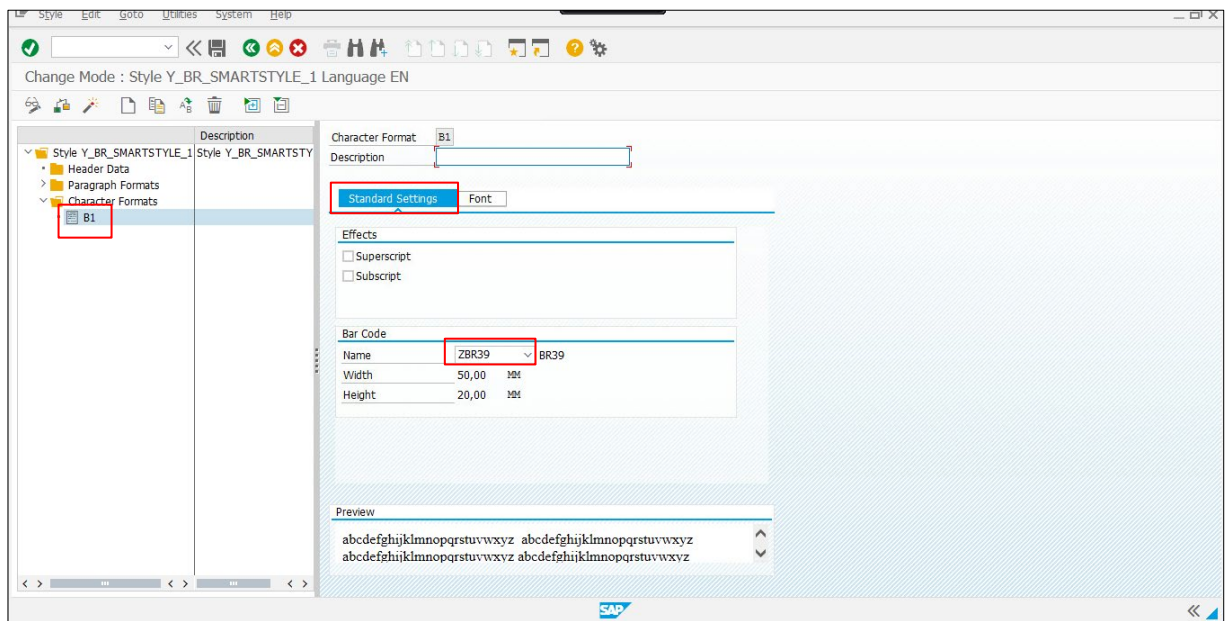 Style Edit Goto Utilities System Help
Change Mode : Style Y_BR_SMARTSTYLE_1 Language EN
Description
Style Y_BR_SMARTSTYLE_1 Style Y_BR_SMARTSTY
Header Data
Paragraph Formats
Character Formats
B1
Character Format B1
Description
Standard Settings Font
Effects
Superscript
Subscript
Bar Code
Name ZBR39 BR39
Width 50,00 MM
Height 20,00 MM
Preview
abcdefghijklmnopqrstuvwxyz abcdefghijklmnopqrstuvwxyz
abcdefghijklmnopqrstuvwxyz abcdefghijklmnopqrstuvwxyz
SAP